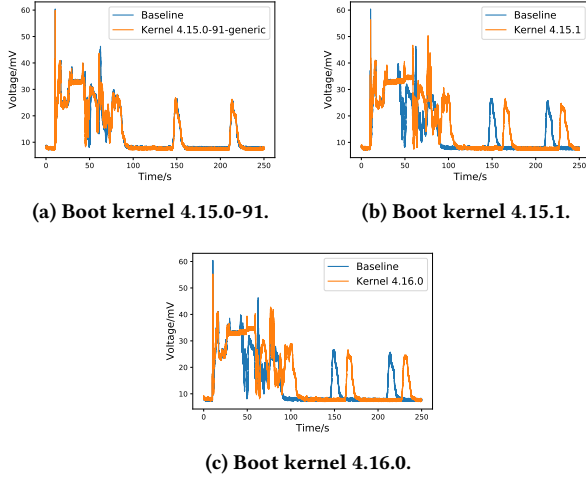 60
50
40
30
20
10
Voltage/mV
Baseline
Kernel 4.15.0-91-generic
0 50 100 150 200 250
Time/s
(a) Boot kernel 4.15.0-91.
60
50
40
30
20
10
Voltage/mV
Baseline
Kernel 4.15.1
0 50 100 150 200 250
Time/s
(b) Boot kernel 4.15.1.
60
50
40
30
20
10
Voltage/mV
Baseline
Kernel 4.16.0
0 50 100 150 200 250
Time/s
(c) Boot kernel 4.16.0.